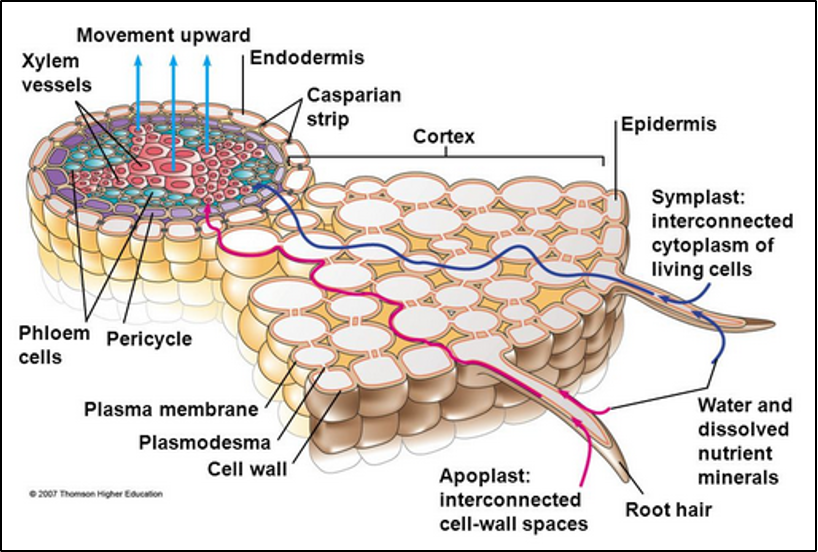 Movement upward
Xylem
vessels
Endodermis
Casparian
strip
Cortex
Epidermis
Symplast:
interconnected
cytoplasm of
living cells
Phloem
cells
Pericycle
Plasma membrane
Plasmodesma
Cell wall
Water and
dissolved
nutrient
minerals
Apoplast:
interconnected
cell-wall spaces
Root hair
© 2007 Thomson Higher Education